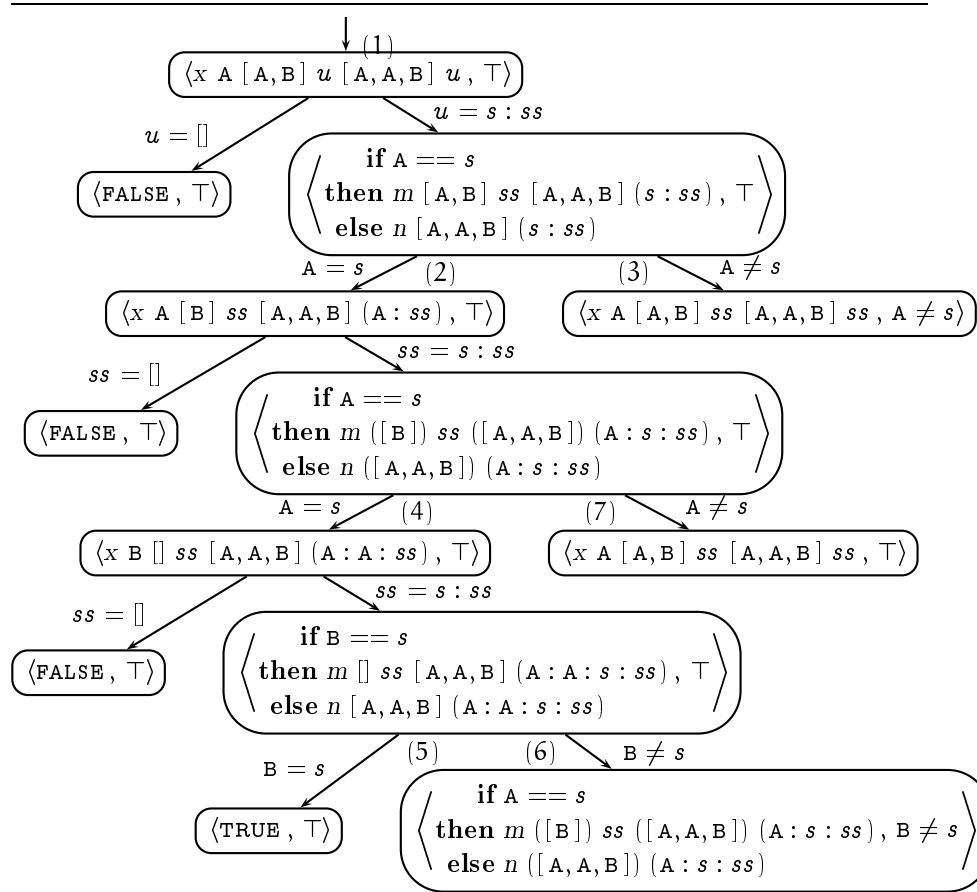 (1)
⟨x A [A,B] u [A,A,B] u , ⊤⟩
u = []
u = s : ss
⟨FALSE , ⊤⟩
if A == s
then m [A,B] ss [A,A,B] (s : ss) , ⊤
else n [A,A,B] (s : ss)
A = s
(2)
(3)
A ≠ s
⟨x A [B] ss [A,A,B] (A : ss) , ⊤⟩
⟨x A [A,B] ss [A,A,B] ss , A ≠ s⟩
ss = []
ss = s : ss
⟨FALSE , ⊤⟩
if A == s
then m ([B]) ss ([A,A,B]) (A : s : ss) , ⊤
else n ([A,A,B]) (A : s : ss)
A = s
(4)
(7)
A ≠ s
⟨x B [] ss [A,A,B] (A : A : ss) , ⊤⟩
⟨x A [A,B] ss [A,A,B] ss , ⊤⟩
ss = []
ss = s : ss
⟨FALSE , ⊤⟩
if B == s
then m [] ss [A,A,B] (A : A : s : ss) , ⊤
else n [A,A,B] (A : A : s : ss)
B = s
(5)
(6)
B ≠ s
⟨TRUE , ⊤⟩
if A == s
then m ([B]) ss ([A,A,B]) (A : s : ss) , B ≠ s
else n ([A,A,B]) (A : s : ss)